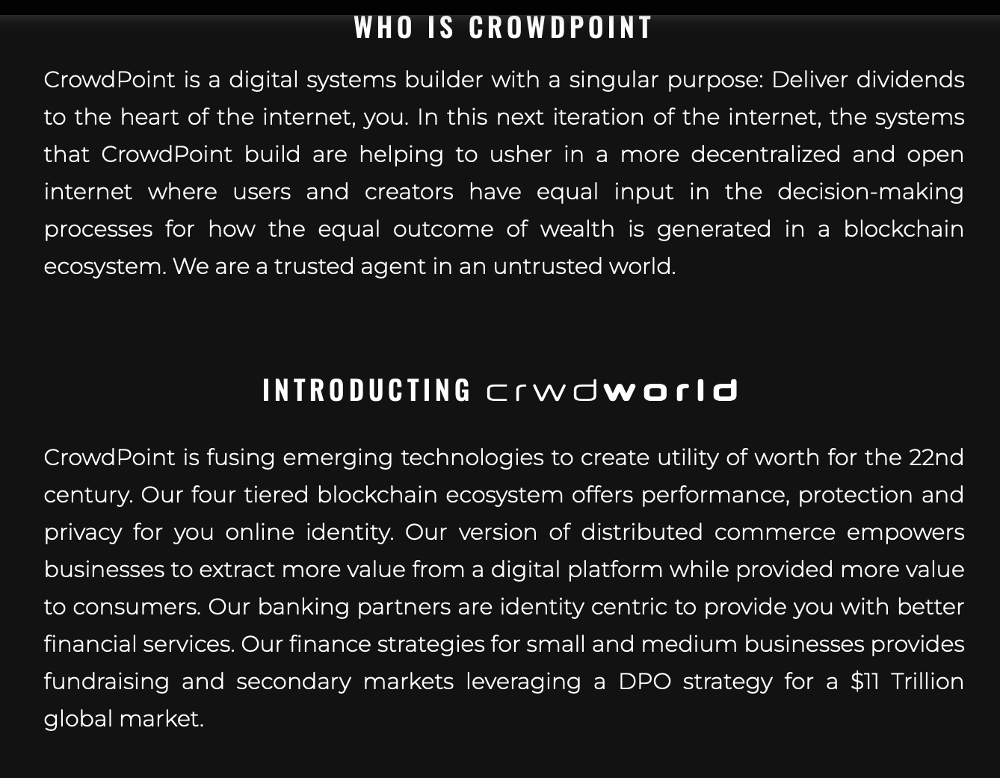 WHO IS CROWDPOINT
CrowdPoint is a digital systems builder with a singular purpose: Deliver dividends
to the heart of the internet, you. In this next iteration of the internet, the systems
that CrowdPoint build are helping to usher in a more decentralized and open
internet where users and creators have equal input in the decision-making
processes for how the equal outcome of wealth is generated in a blockchain
ecosystem. We are a trusted agent in an untrusted world.
INTRODUCTING crwdworld
CrowdPoint is fusing emerging technologies to create utility of worth for the 22nd
century. Our four tiered blockchain ecosystem offers performance, protection and
privacy for you online identity. Our version of distributed commerce empowers
businesses to extract more value from a digital platform while provided more value
to consumers. Our banking partners are identity centric to provide you with better
financial services. Our finance strategies for small and medium businesses provides
fundraising and secondary markets leveraging a DPO strategy for a $11 Trillion
global market.